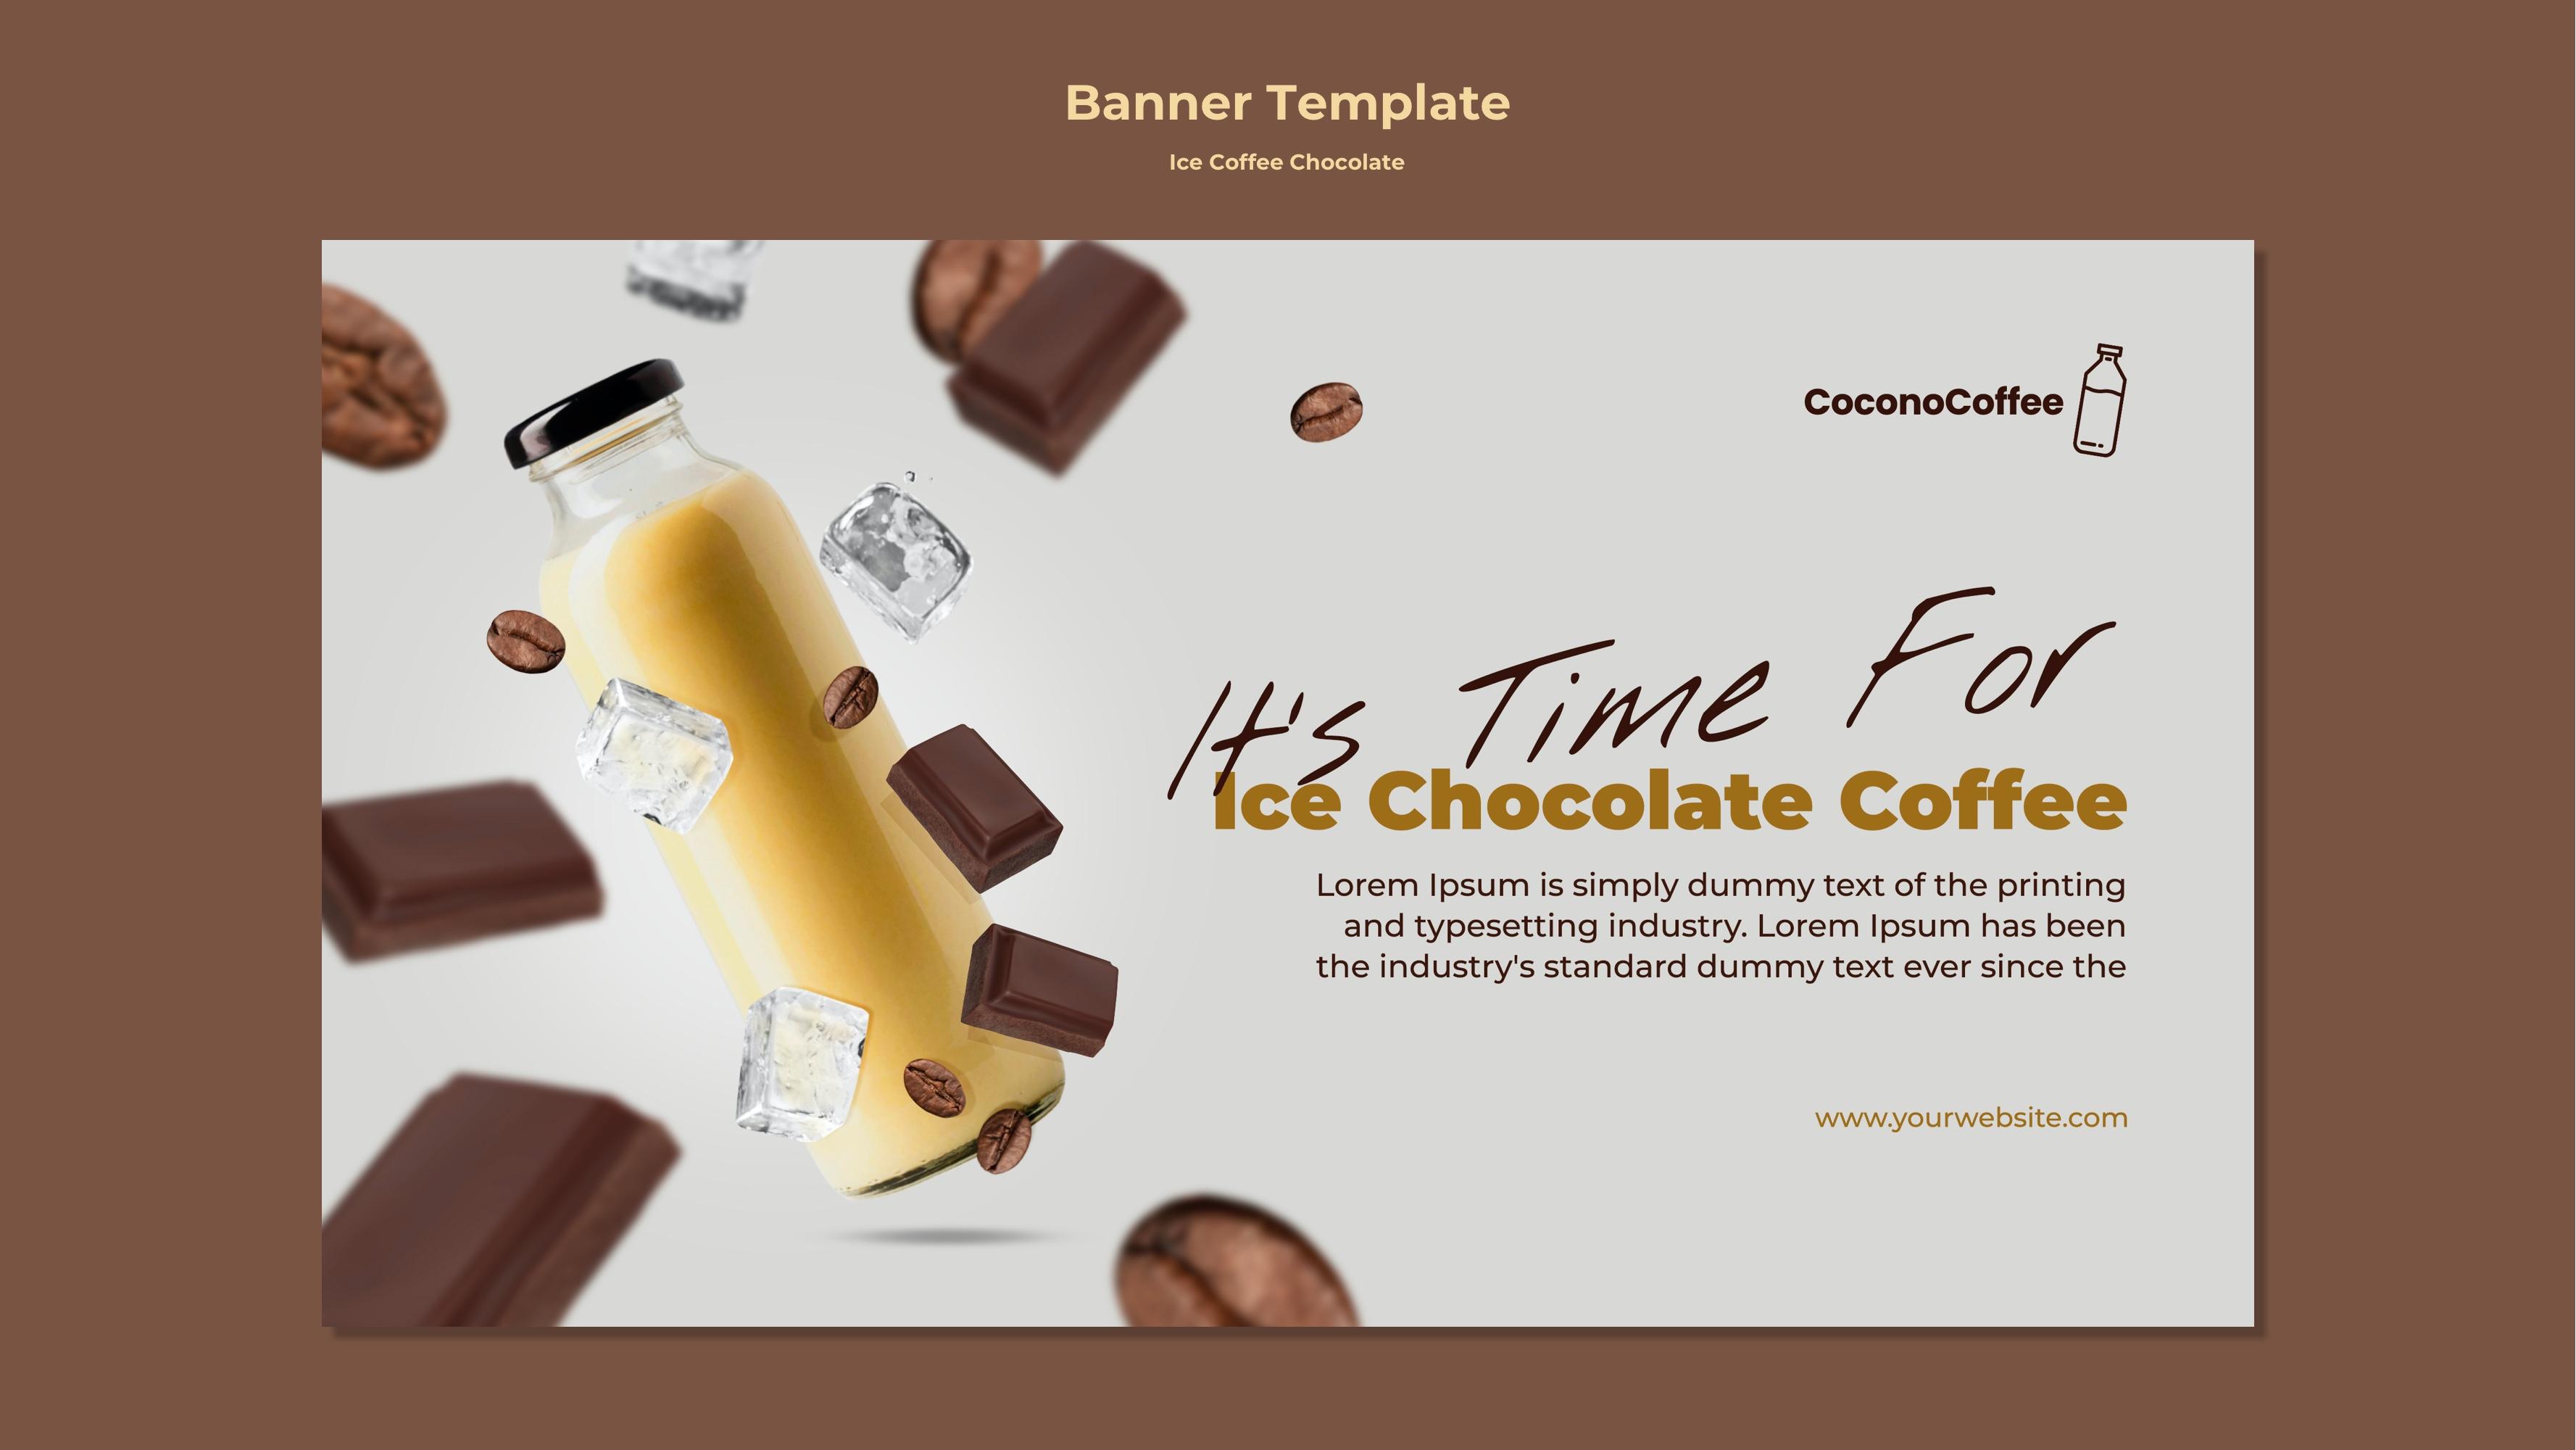 Banner Template
Ice Coffee Chocolate
CoconoCoffee
It's Time For
Ice Chocolate Coffee
Lorem Ipsum is simply dummy text of the printing
and typesetting industry. Lorem Ipsum has been
the industry's standard dummy text ever since the
www.yourwebsite.com